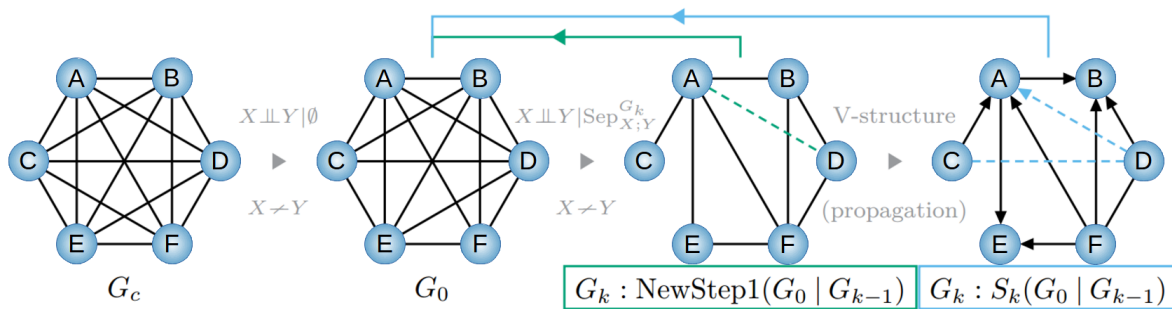 A B A B A B A B
X ⫫ Y|∅ X ⫫ Y|Sep^{G_k}_{X;Y} V-structure
C D C D C D C D
X ≁ Y X ≁ Y (propagation)
E F E F E F E F
G_c G_0 G_k : NewStep1(G_0 | G_{k−1}) G_k : S_k(G_0 | G_{k−1})